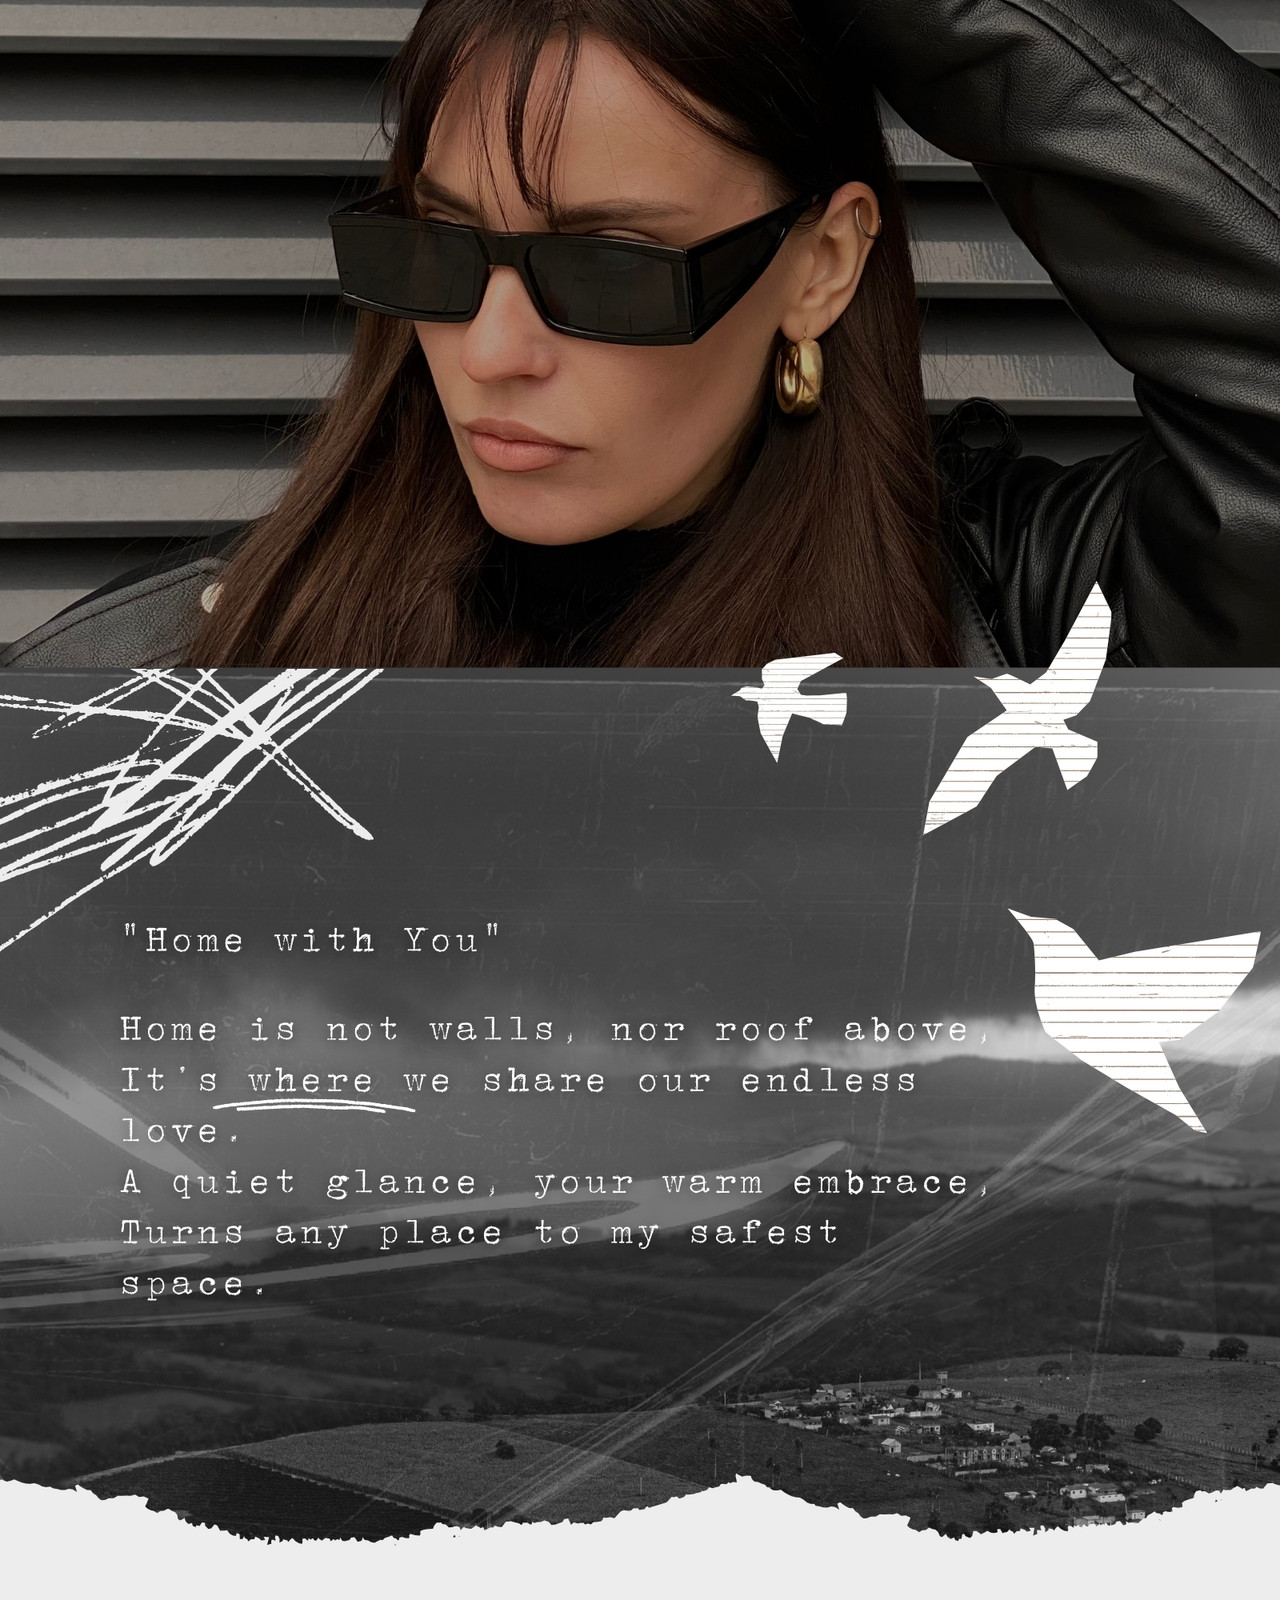 "Home with You"
Home is not walls, nor roof above,
It's where we share our endless
love.
A quiet glance, your warm embrace,
Turns any place to my safest
space.